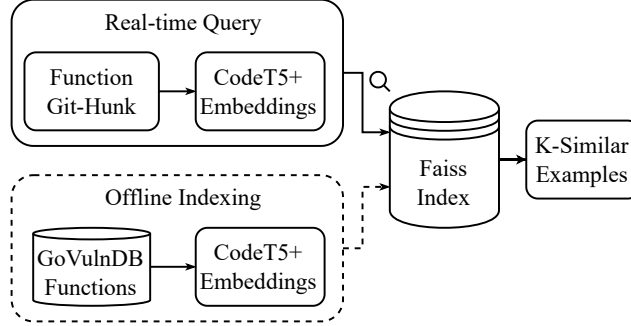 Real-time Query
Function
Git-Hunk
CodeT5+
Embeddings
Faiss
Index
K-Similar
Examples
Offline Indexing
GoVulnDB
Functions
CodeT5+
Embeddings